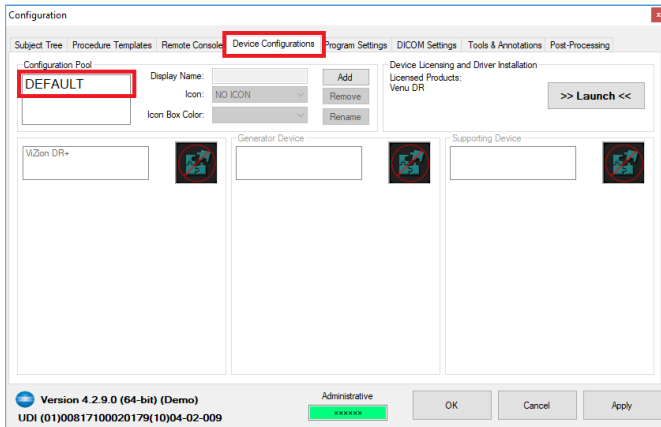 Configuration
x
Subject Tree Procedure Templates Remote Console Device Configurations Program Settings DICOM Settings Tools & Annotations Post-Processing
Configuration Pool
DEFAULT
Display Name:
Add
Icon: NO ICON
Remove
Icon Box Color:
Rename
Device Licensing and Driver Installation
Licensed Products:
Venu DR
>> Launch <<
ViZion DR+
Generator Device
Supporting Device
Version 4.2.9.0 (64-bit) (Demo)
UDI (01)00817100020179(10)04-02-009
Administrative
××××××
OK
Cancel
Apply